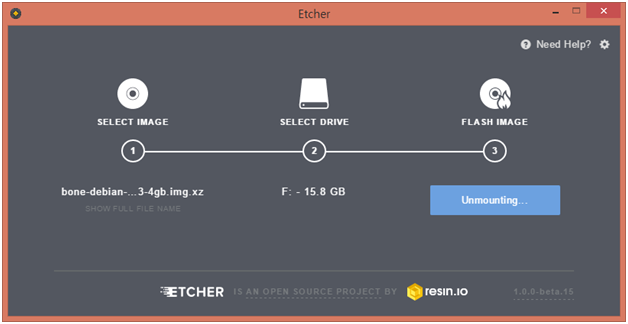 Etcher
Need Help?
SELECT IMAGE SELECT DRIVE FLASH IMAGE
1 2 3
bone-debian-...3-4gb.img.xz F: - 15.8 GB Unmounting...
SHOW FULL FILE NAME
ETCHER IS AN OPEN SOURCE PROJECT BY resin.io 1.0.0-beta.15